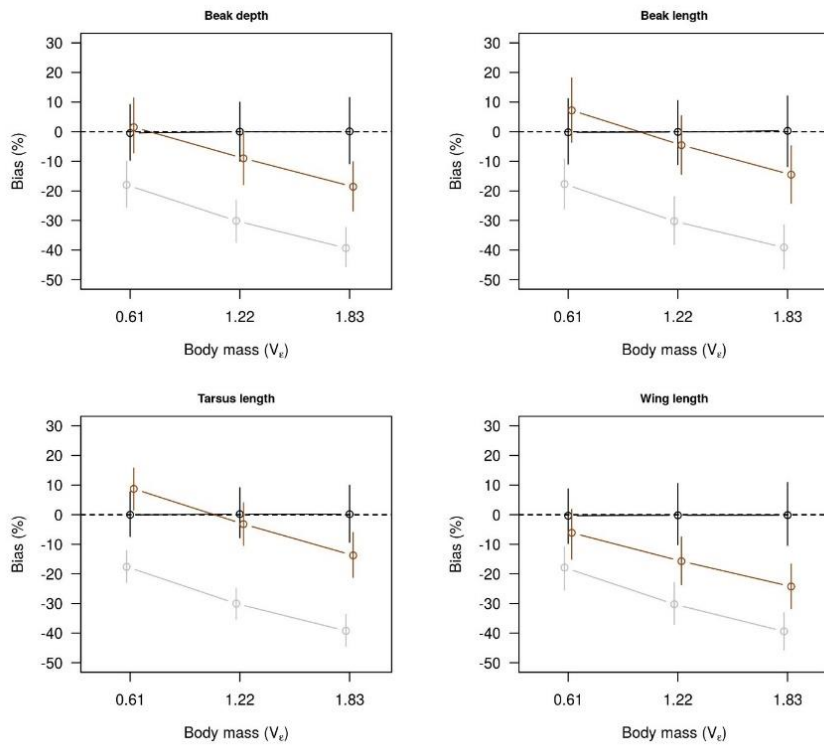 Beak depth
30
20
10
0
-10
-20
-30
-40
-50
Bias (%)
0.61 1.22 1.83
Body mass (Vε)
Beak length
30
20
10
0
-10
-20
-30
-40
-50
Bias (%)
0.61 1.22 1.83
Body mass (Vε)
Tarsus length
30
20
10
0
-10
-20
-30
-40
-50
Bias (%)
0.61 1.22 1.83
Body mass (Vε)
Wing length
30
20
10
0
-10
-20
-30
-40
-50
Bias (%)
0.61 1.22 1.83
Body mass (Vε)